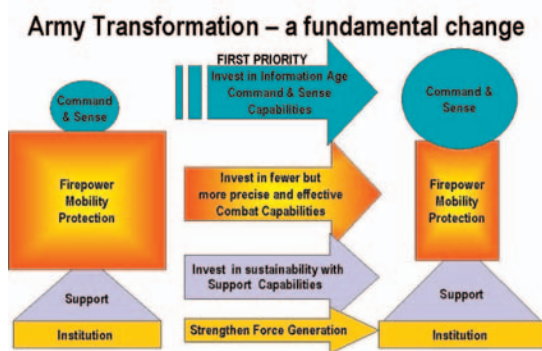 Army Transformation – a fundamental change
FIRST PRIORITY
Command
& Sense
Invest in Information Age
Command & Sense
Capabilities
Command &
Sense
Firepower
Mobility
Protection
Invest in fewer but
more precise and effective
Combat Capabilities
Firepower
Mobility
Protection
Support
Invest in sustainability with
Support Capabilities
Support
Institution
Strengthen Force Generation
Institution